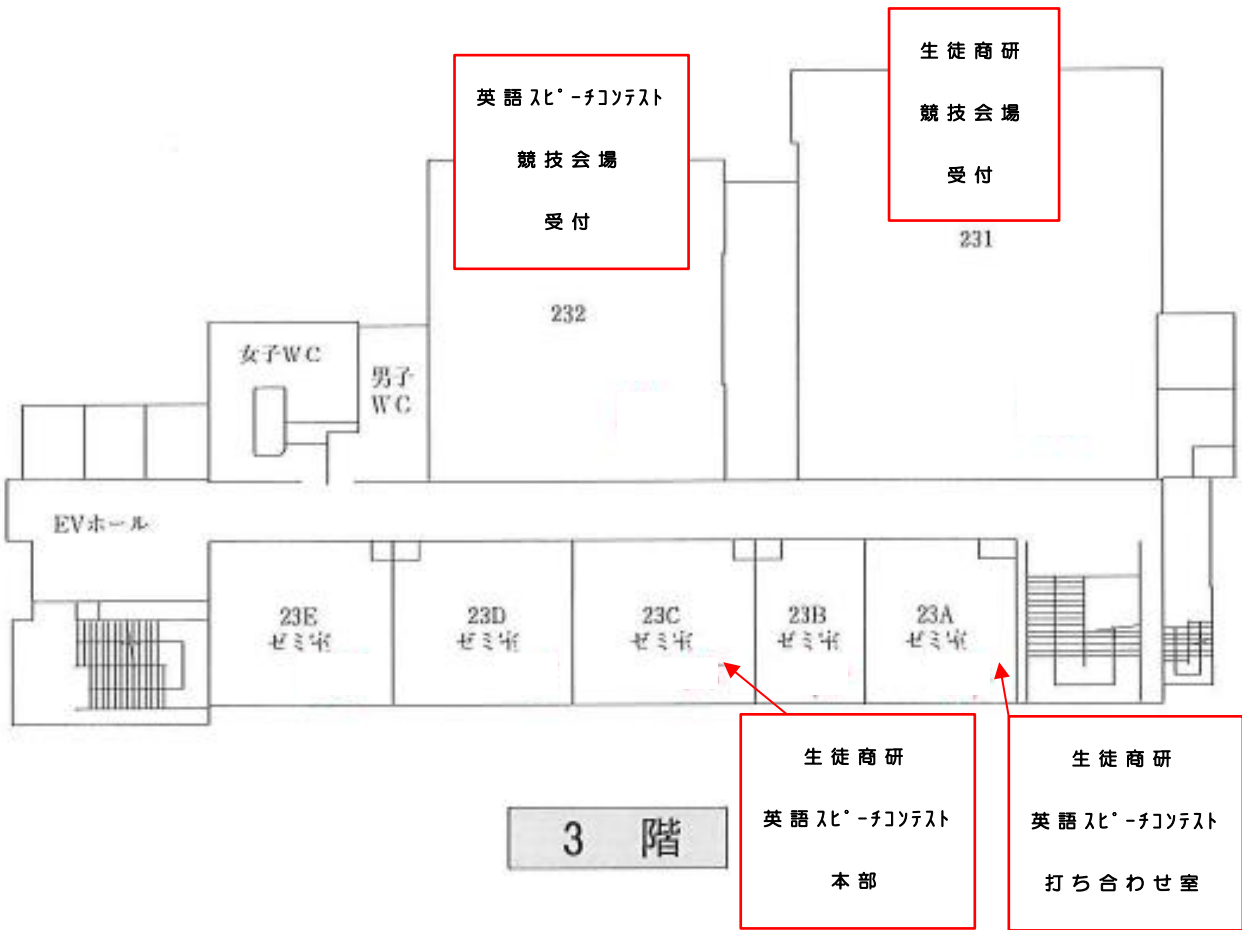 生徒商研
競技会場
受付
英語ｽﾋﾟｰﾁｺﾝﾃｽﾄ
競技会場
受付
231
232
女子WC
男子
WC
EVホール
23E
ゼミ室
23D
ゼミ室
23C
ゼミ室
23B
ゼミ室
23A
ゼミ室
生徒商研
英語ｽﾋﾟｰﾁｺﾝﾃｽﾄ
本部
生徒商研
英語ｽﾋﾟｰﾁｺﾝﾃｽﾄ
打ち合わせ室
3 階